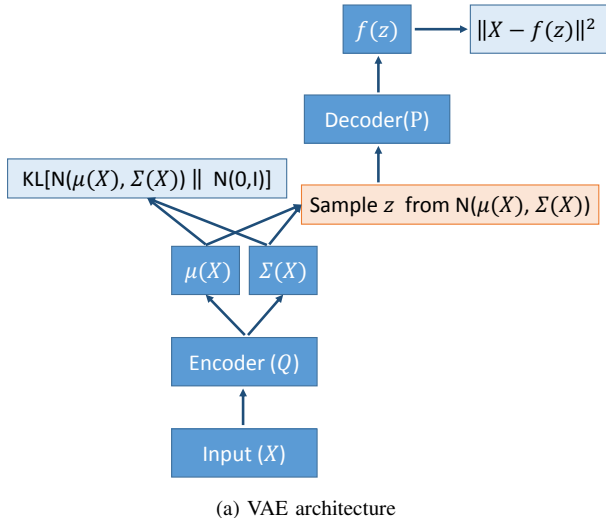 f(z)
‖X − f(z)‖²
Decoder(P)
KL[N(μ(X), Σ(X)) ‖ N(0,I)]
Sample z from N(μ(X), Σ(X))
μ(X)
Σ(X)
Encoder (Q)
Input (X)
(a) VAE architecture